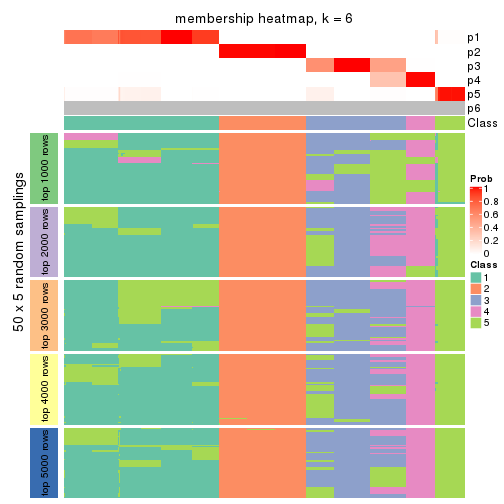 membership heatmap, k = 6
p1
p2
p3
p4
p5
p6
Class
50 x 5 random samplings
top 1000 rows
top 2000 rows
top 3000 rows
top 4000 rows
top 5000 rows
Prob
1
0.8
0.6
0.4
0.2
0
Class
1
2
3
4
5